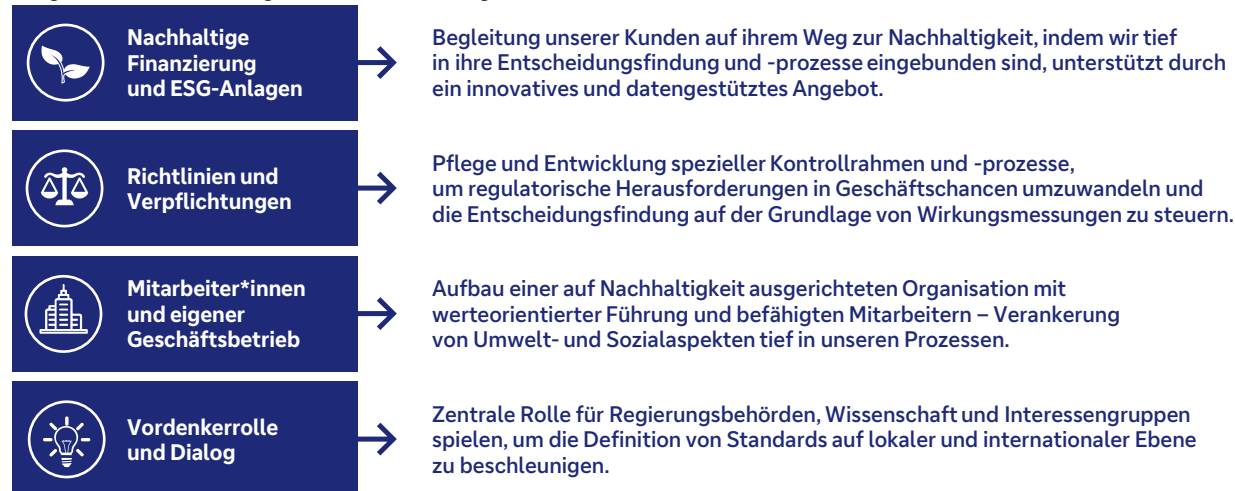 Nachhaltige
Finanzierung
und ESG-Anlagen
Begleitung unserer Kunden auf ihrem Weg zur Nachhaltigkeit, indem wir tief
in ihre Entscheidungsfindung und -prozesse eingebunden sind, unterstützt durch
ein innovatives und datengestütztes Angebot.
Richtlinien und
Verpflichtungen
Pflege und Entwicklung spezieller Kontrollrahmen und -prozesse,
um regulatorische Herausforderungen in Geschäftschancen umzuwandeln und
die Entscheidungsfindung auf der Grundlage von Wirkungsmessungen zu steuern.
Mitarbeiter*innen
und eigener
Geschäftsbetrieb
Aufbau einer auf Nachhaltigkeit ausgerichteten Organisation mit
werteorientierter Führung und befähigten Mitarbeitern – Verankerung
von Umwelt- und Sozialaspekten tief in unseren Prozessen.
Vordenkerrolle
und Dialog
Zentrale Rolle für Regierungsbehörden, Wissenschaft und Interessengruppen
spielen, um die Definition von Standards auf lokaler und internationaler Ebene
zu beschleunigen.